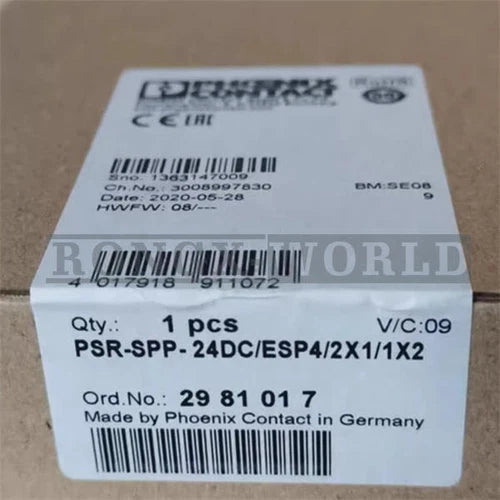 PHOENIX
CONTACT
CE EAC
Sno. 1363147009
Ch.No.: 3008997830
BM:SE08
Date: 2020-05-28
9
HWFW: 08/---
RONGX-WORLD
4 017918 911072
Qty.: 1 pcs
V/C:09
PSR-SPP- 24DC/ESP4/2X1/1X2
Ord.No.: 29 81 01 7
Made by Phoenix Contact in Germany